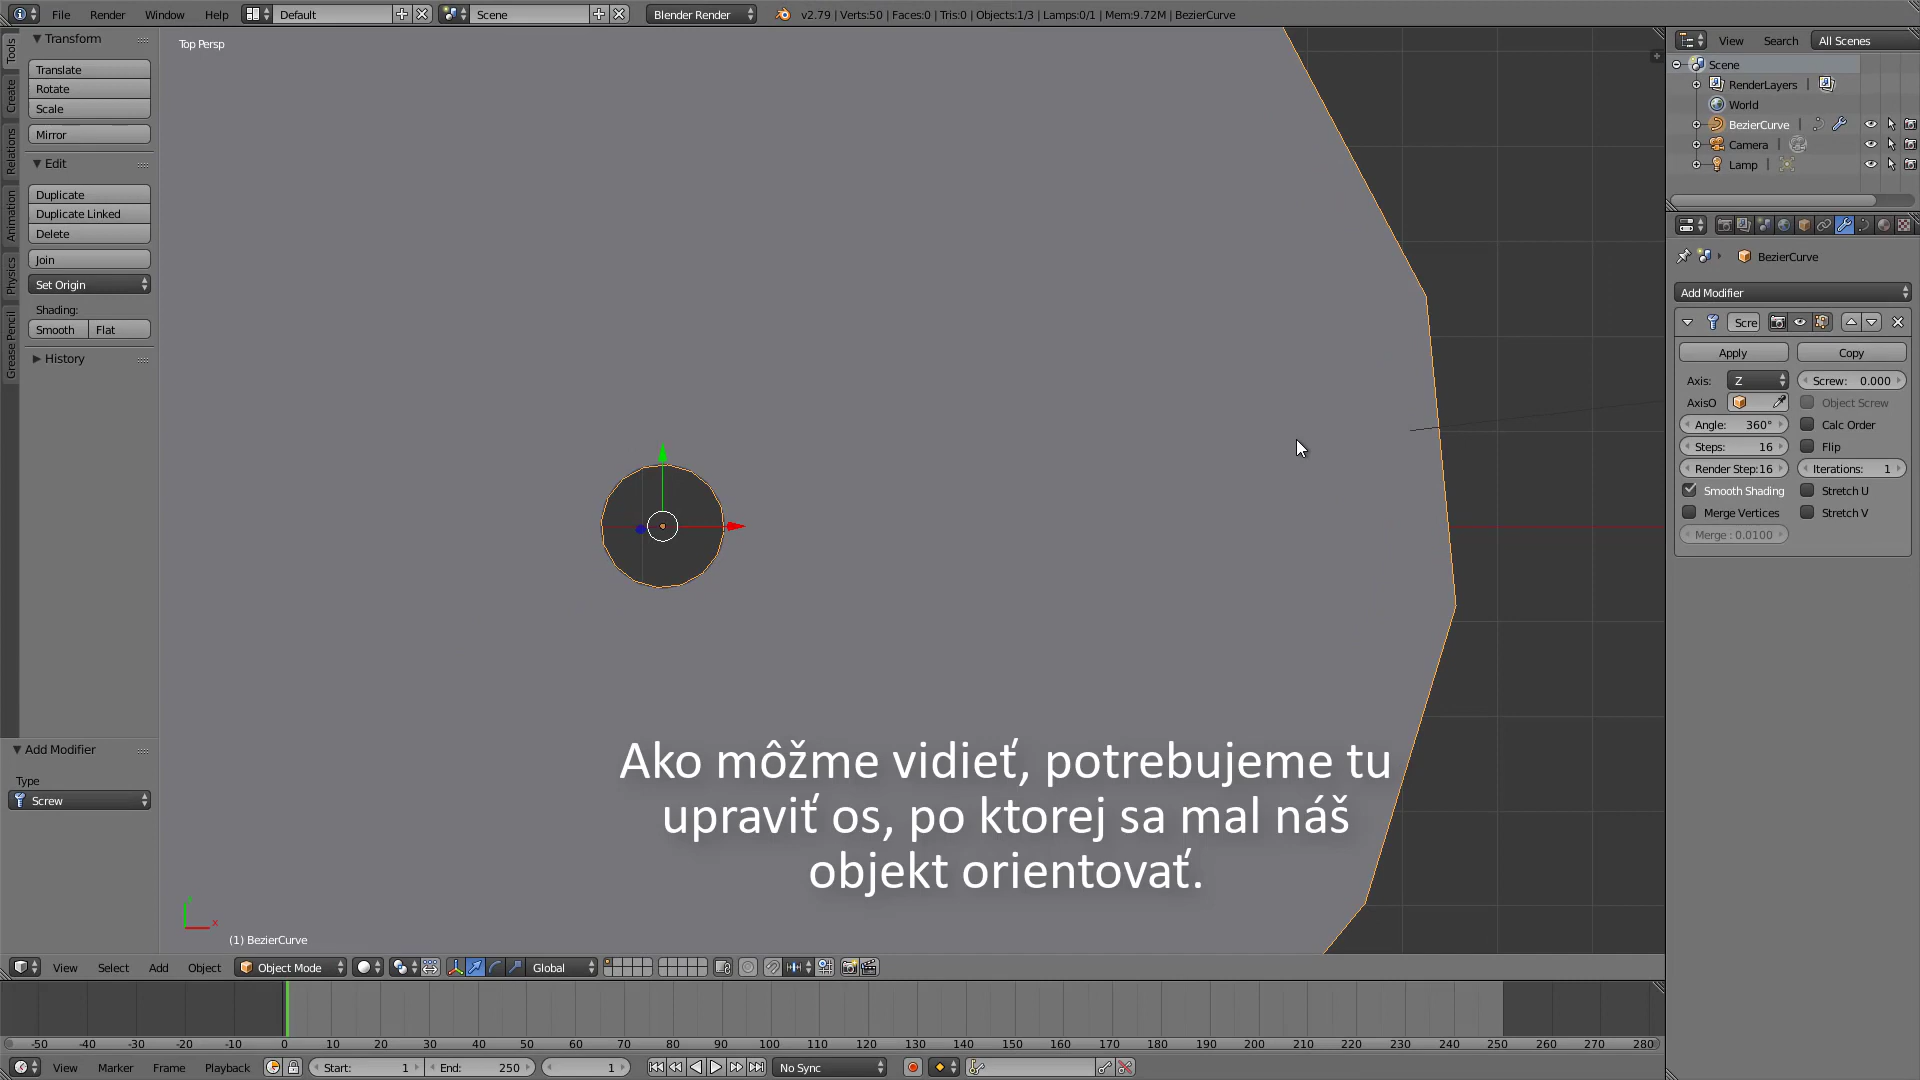 File Render Window Help Default Scene Blender Render v2.79 | Verts:50 | Faces:0 | Tris:0 | Objects:1/3 | Lamps:0/1 | Mem:9.72M | BezierCurve
Tools
Create
Relations
Animation
Physics
Grease Pencil
Transform
Translate
Rotate
Scale
Mirror
Edit
Duplicate
Duplicate Linked
Delete
Join
Set Origin
Shading:
Smooth Flat
History
Add Modifier
Type
Screw
Top Persp
Ako môžme vidieť, potrebujeme tu
upraviť os, po ktorej sa mal náš
objekt orientovať.
x
(1) BezierCurve
View Select Add Object Object Mode Global
View Search All Scenes
Scene
RenderLayers
World
BezierCurve
Camera
Lamp
BezierCurve
Add Modifier
Scre
Apply Copy
Axis: Z Screw: 0.000
AxisO Object Screw
Angle: 360° Calc Order
Steps: 16 Flip
Render Step:16 Iterations: 1
Smooth Shading Stretch U
Merge Vertices Stretch V
Merge : 0.0100
-50 -40 -30 -20 -10 0 10 20 30 40 50 60 70 80 90 100 110 120 130 140 150 160 170 180 190 200 210 220 230 240 250 260 270 280
View Marker Frame Playback Start: 1 End: 250 1 No Sync